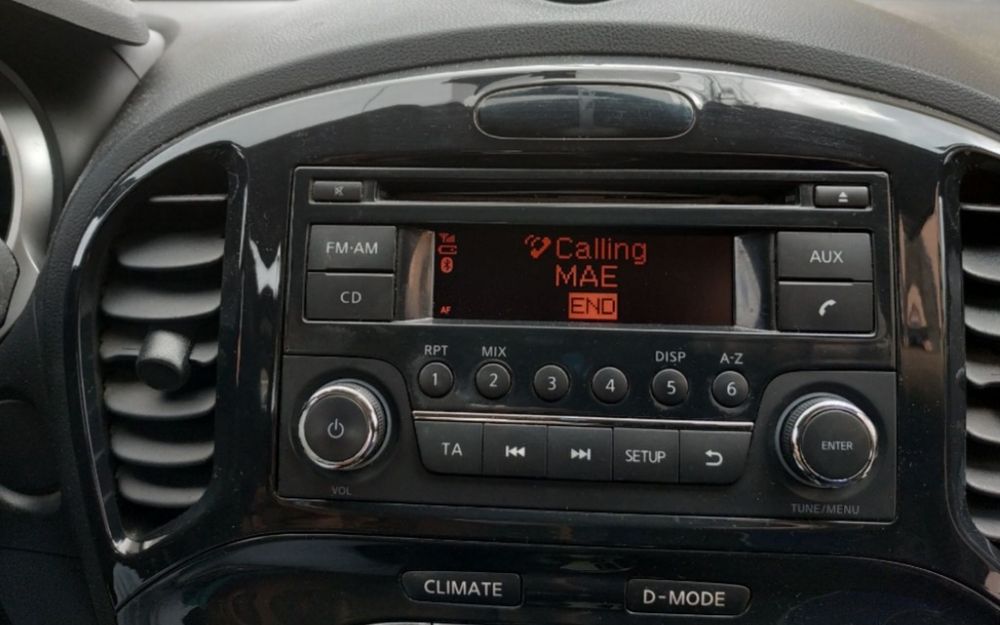 FM·AM
CD
Calling
MAE
END
AF
AUX
RPT
MIX
DISP
A-Z
1
2
3
4
5
6
TA
SETUP
VOL
ENTER
TUNE/MENU
CLIMATE
D-MODE